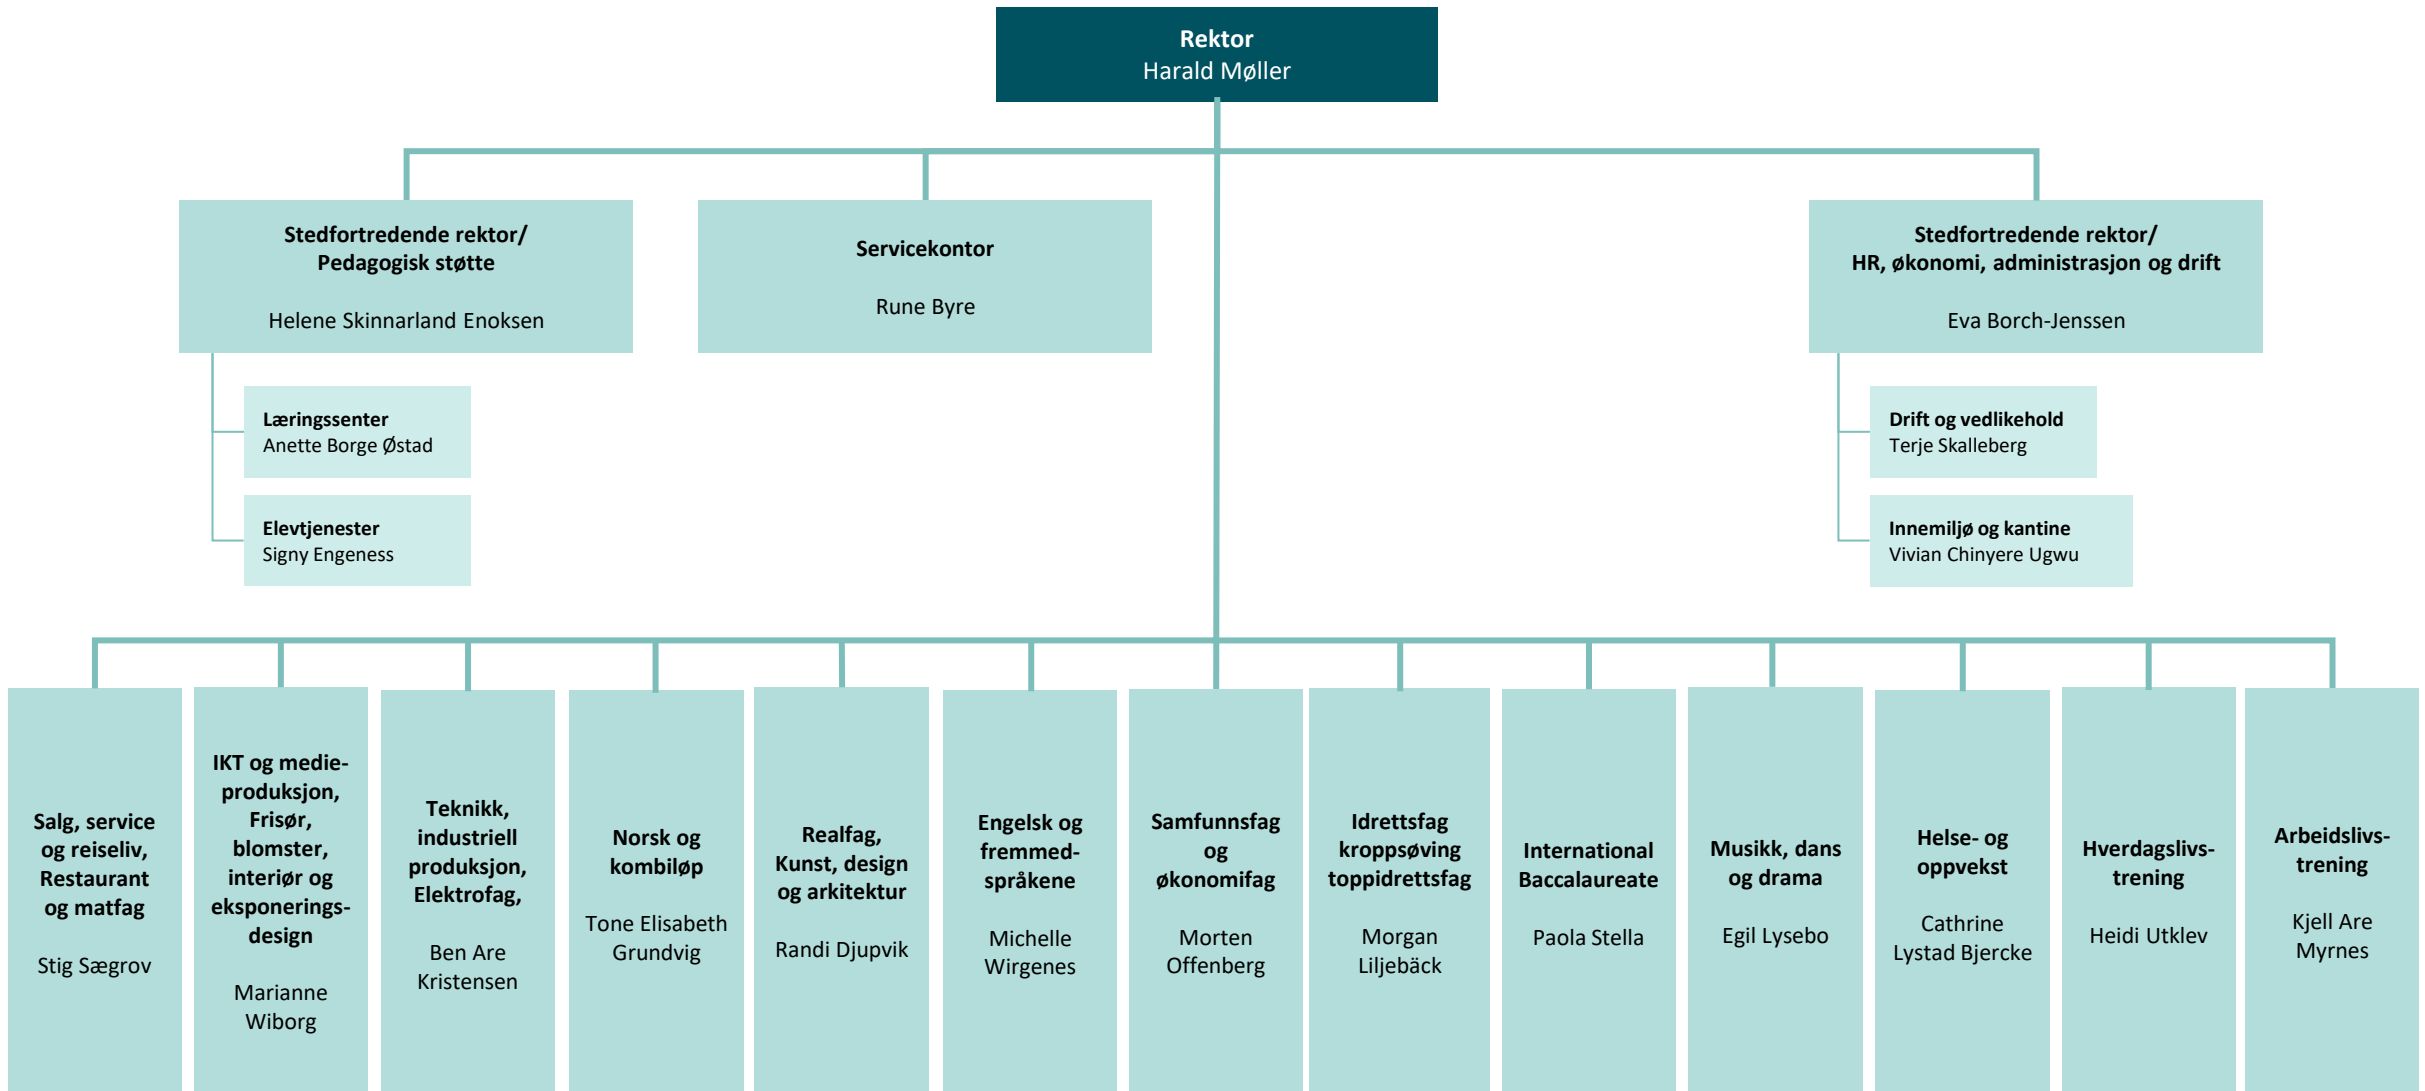 Rektor
Harald Møller
Stedfortredende rektor/
Pedagogisk støtte
Helene Skinnarland Enoksen
Servicekontor
Rune Byre
Stedfortredende rektor/
HR, økonomi, administrasjon og drift
Eva Borch-Jenssen
Læringssenter
Anette Borge Østad
Elevtjenester
Signy Engeness
Drift og vedlikehold
Terje Skalleberg
Innemiljø og kantine
Vivian Chinyere Ugwu
Salg, service
og reiseliv,
Restaurant
og matfag
Stig Sægrov
IKT og medie-
produksjon,
Frisør,
blomster,
interiør og
eksponerings-
design
Marianne
Wiborg
Teknikk,
industriell
produksjon,
Elektrofag,
Ben Are
Kristensen
Norsk og
kombiløp
Tone Elisabeth
Grundvig
Realfag,
Kunst, design
og arkitektur
Randi Djupvik
Engelsk og
fremmed-
språkene
Michelle
Wirgenes
Samfunnsfag
og
økonomifag
Morten
Offenberg
Idrettsfag
kroppsøving
toppidrettsfag
Morgan
Liljebäck
International
Baccalaureate
Paola Stella
Musikk, dans
og drama
Egil Lysebo
Helse- og
oppvekst
Cathrine
Lystad Bjercke
Hverdagslivs-
trening
Heidi Utklev
Arbeidslivs-
trening
Kjell Are
Myrnes